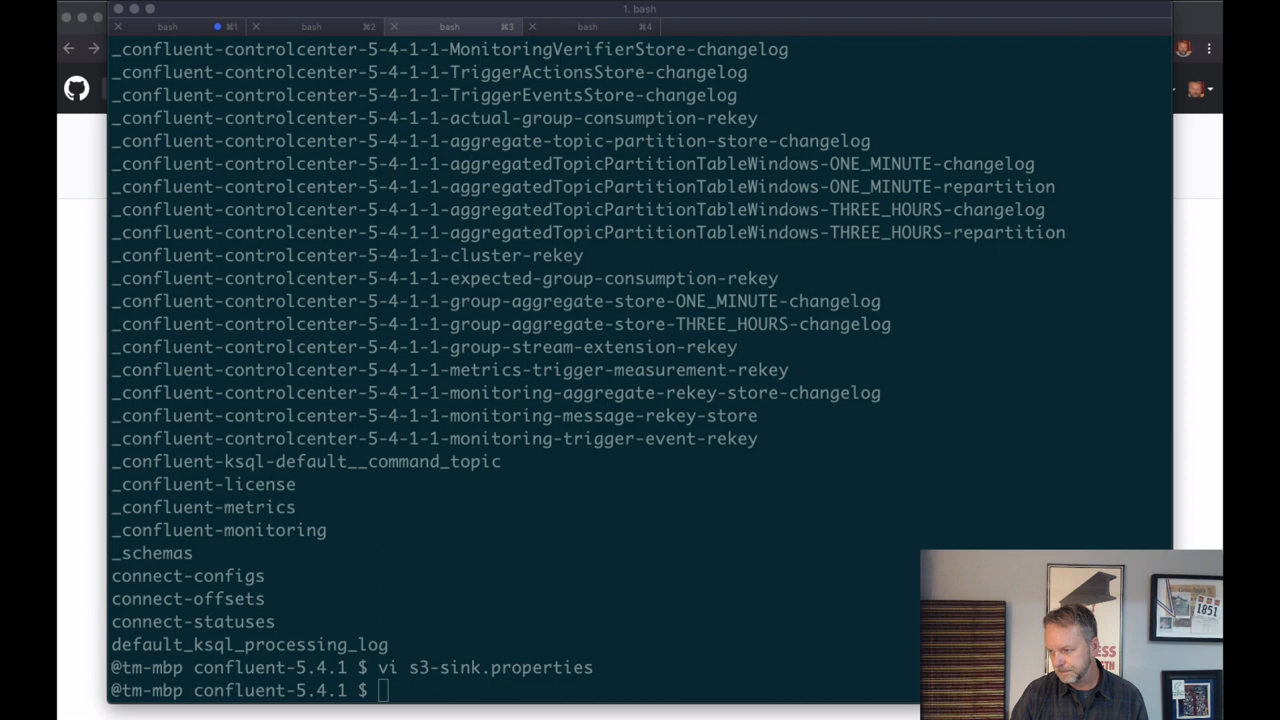 1. bash
bash ⌘1
bash ⌘2
bash ⌘3
bash ⌘4
_confluent-controlcenter-5-4-1-1-MonitoringVerifierStore-changelog
_confluent-controlcenter-5-4-1-1-TriggerActionsStore-changelog
_confluent-controlcenter-5-4-1-1-TriggerEventsStore-changelog
_confluent-controlcenter-5-4-1-1-actual-group-consumption-rekey
_confluent-controlcenter-5-4-1-1-aggregate-topic-partition-store-changelog
_confluent-controlcenter-5-4-1-1-aggregatedTopicPartitionTableWindows-ONE_MINUTE-changelog
_confluent-controlcenter-5-4-1-1-aggregatedTopicPartitionTableWindows-ONE_MINUTE-repartition
_confluent-controlcenter-5-4-1-1-aggregatedTopicPartitionTableWindows-THREE_HOURS-changelog
_confluent-controlcenter-5-4-1-1-aggregatedTopicPartitionTableWindows-THREE_HOURS-repartition
_confluent-controlcenter-5-4-1-1-cluster-rekey
_confluent-controlcenter-5-4-1-1-expected-group-consumption-rekey
_confluent-controlcenter-5-4-1-1-group-aggregate-store-ONE_MINUTE-changelog
_confluent-controlcenter-5-4-1-1-group-aggregate-store-THREE_HOURS-changelog
_confluent-controlcenter-5-4-1-1-group-stream-extension-rekey
_confluent-controlcenter-5-4-1-1-metrics-trigger-measurement-rekey
_confluent-controlcenter-5-4-1-1-monitoring-aggregate-rekey-store-changelog
_confluent-controlcenter-5-4-1-1-monitoring-message-rekey-store
_confluent-controlcenter-5-4-1-1-monitoring-trigger-event-rekey
_confluent-ksql-default__command_topic
_confluent-license
_confluent-metrics
_confluent-monitoring
_schemas
connect-configs
connect-offsets
connect-statuses
default_ksql_processing_log
@tm-mbp confluent-5.4.1 $ vi s3-sink.properties
@tm-mbp confluent-5.4.1 $
1851